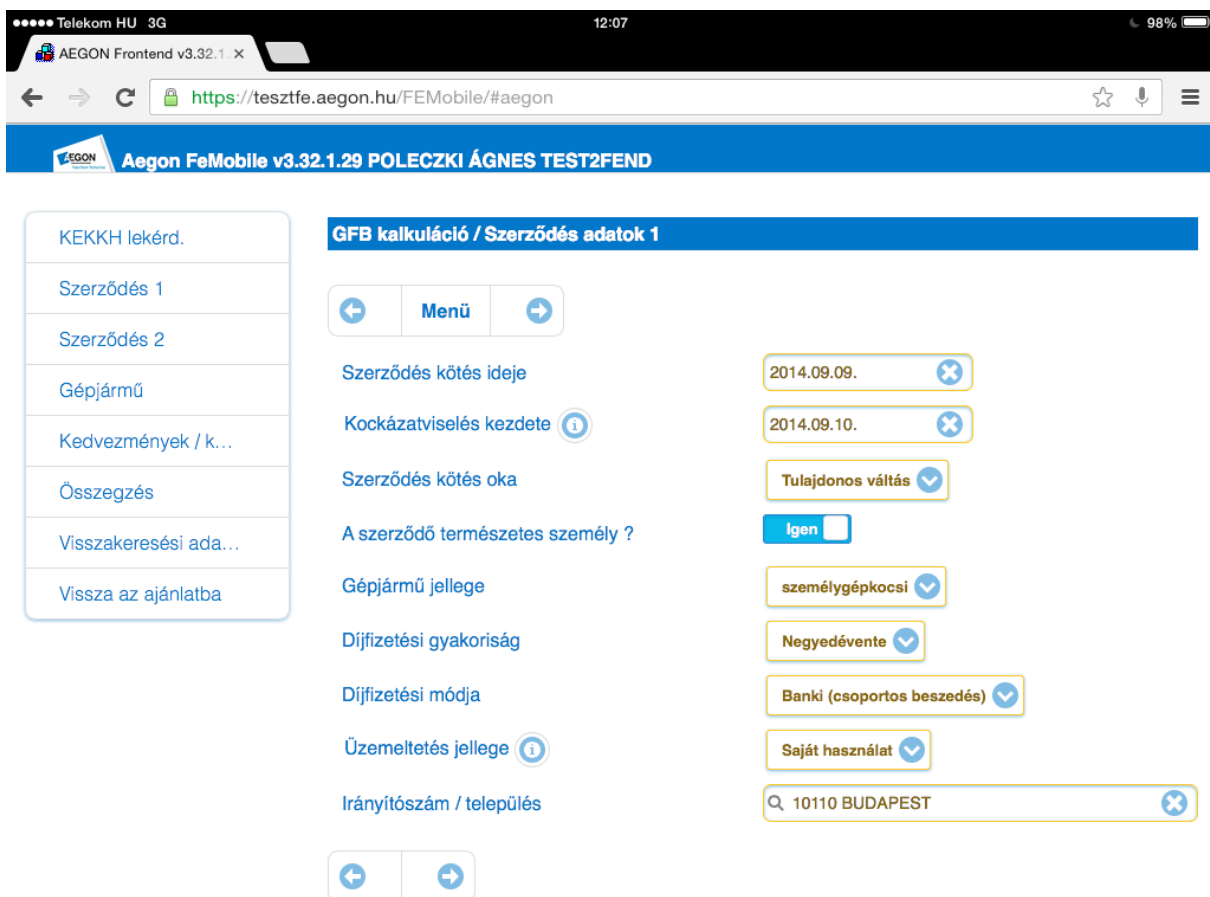 Telekom HU 3G 12:07 98%
AEGON Frontend v3.32.1.
https://tesztfe.aegon.hu/FEMobile/#aegon
AEGON Aegon FeMobile v3.32.1.29 POLECZKI ÁGNES TEST2FEND
KEKKH lekérd.
Szerződés 1
Szerződés 2
Gépjármű
Kedvezmények / k...
Összegzés
Visszakeresési ada...
Vissza az ajánlatba
GFB kalkuláció / Szerződés adatok 1
Menü
Szerződés kötés ideje 2014.09.09.
Kockázatviselés kezdete 2014.09.10.
Szerződés kötés oka Tulajdonos váltás
A szerződő természetes személy ? Igen
Gépjármű jellege személygépkocsi
Díjfizetési gyakoriság Negyedévente
Díjfizetési módja Banki (csoportos beszedés)
Üzemeltetés jellege Saját használat
Irányítószám / település 10110 BUDAPEST